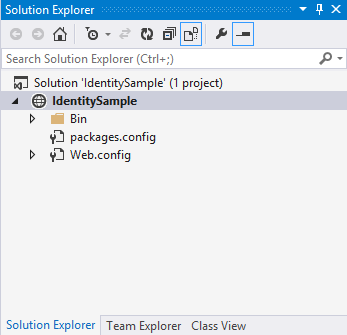 Solution Explorer
Search Solution Explorer (Ctrl+;)
Solution 'IdentitySample' (1 project)
IdentitySample
Bin
packages.config
Web.config
Solution Explorer Team Explorer Class View